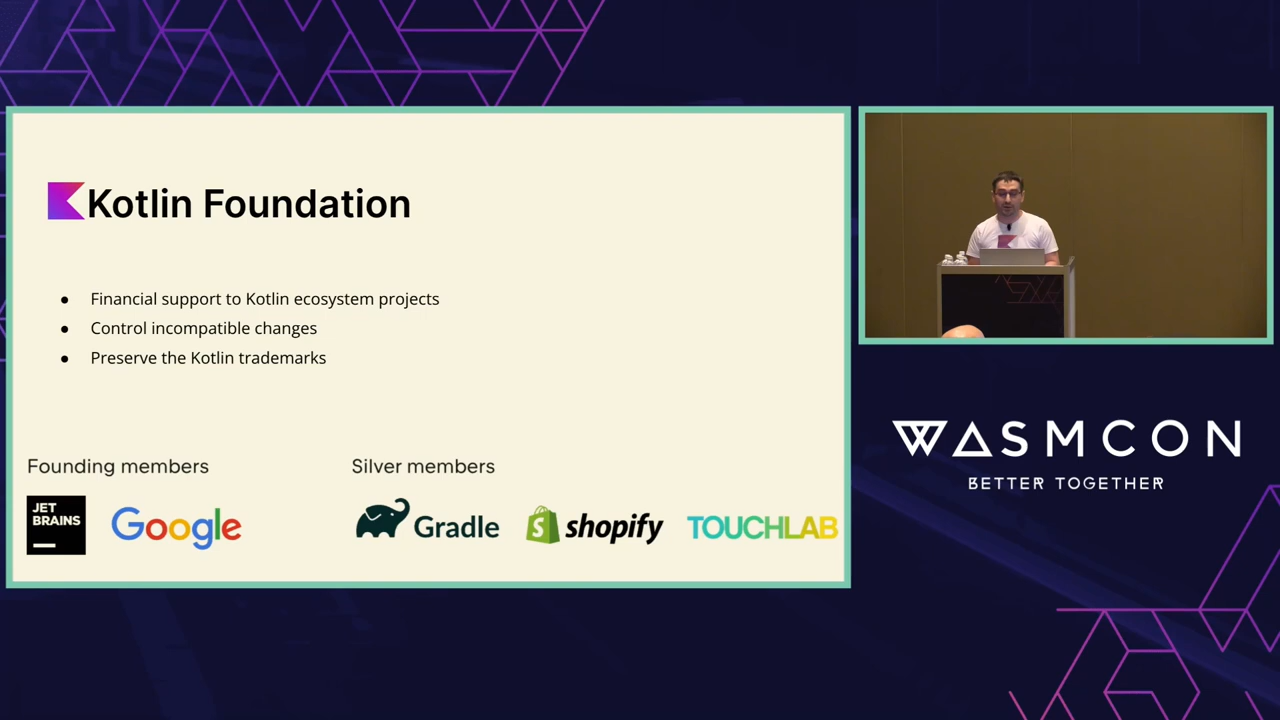 Kotlin Foundation
● Financial support to Kotlin ecosystem projects
● Control incompatible changes
● Preserve the Kotlin trademarks
Founding members
Silver members
JET
BRAINS
Google
Gradle
shopify
TOUCHLAB
WASMCON
BETTER TOGETHER